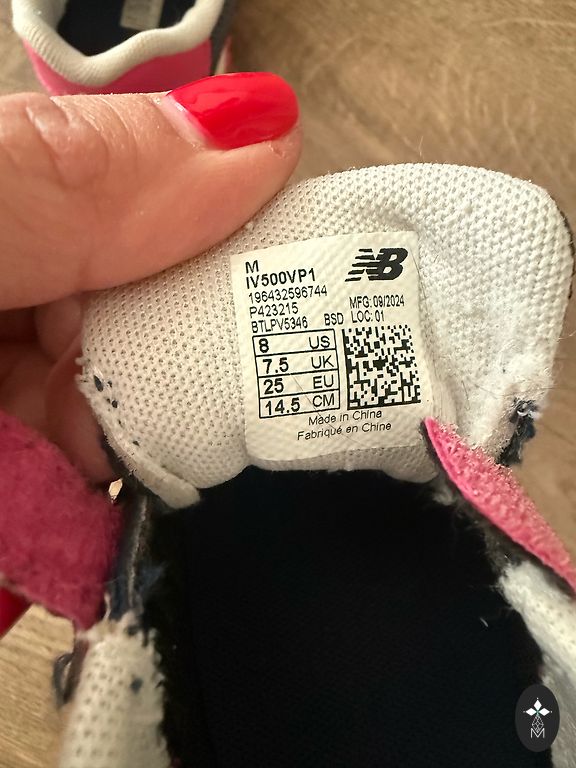 NB
M
IV500VP1
196432596744
P423215 MFG: 09/2024
BTLPV5346 BSD LOC: 01
8 US
7.5 UK
25 EU
14.5 CM
Made in China
Fabriqué en Chine
M